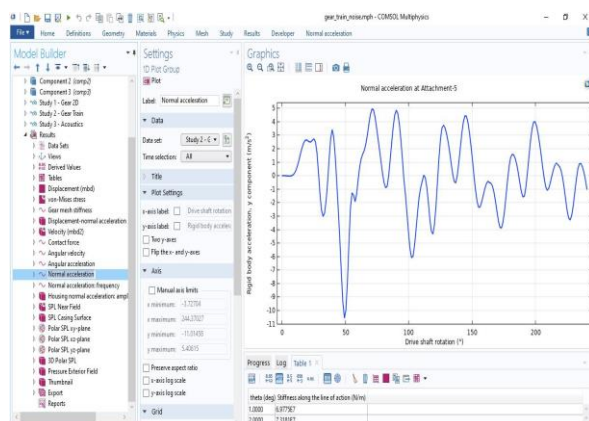 gear_train_noise.mph - COMSOL Multiphysics
File Home Definitions Geometry Materials Physics Mesh Study Results Developer Normal acceleration
Model Builder
Component 2 (comp2)
Component 3 (comp3)
Study 1 - Gear 2D
Study 2 - Gear Train
Study 3 - Acoustics
Results
Data Sets
Views
Derived Values
Tables
Displacement (mbd)
von-Mises stress
Gear mesh stiffness
Displacement-normal acceleration
Velocity (mbd2)
Contact force
Angular velocity
Angular acceleration
Normal acceleration
Normal acceleration: frequency
Housing normal acceleration: ampl
SPL Near Field
SPL Casing Surface
Polar SPL xy-plane
Polar SPL xz-plane
Polar SPL yz-plane
3D Polar SPL
Pressure Exterior Field
Thumbnail
Export
Reports
Settings
1D Plot Group
Plot
Label: Normal acceleration
Data
Data set: Study 2 - G
Time selection: All
Title
Plot Settings
x-axis label: Drive shaft rotation
y-axis label: Rigid body acceler
Two y-axes
Flip the x- and y-axes
Axis
Manual axis limits
x minimum: -3.72704
x maximum: 244.37027
y minimum: -11.01458
y maximum: 5.40615
Preserve aspect ratio
x-axis log scale
y-axis log scale
Grid
Graphics
Normal acceleration at Attachment-5
Rigid body acceleration, y component (m/s²)
5
4
3
2
1
0
-1
-2
-3
-4
-5
-6
-7
-8
-9
-10
-11
0 50 100 150 200
Drive shaft rotation (°)
Progress Log Table 1
theta (deg) Stiffness along the line of action (N/m)
1.0000 6.9775E7